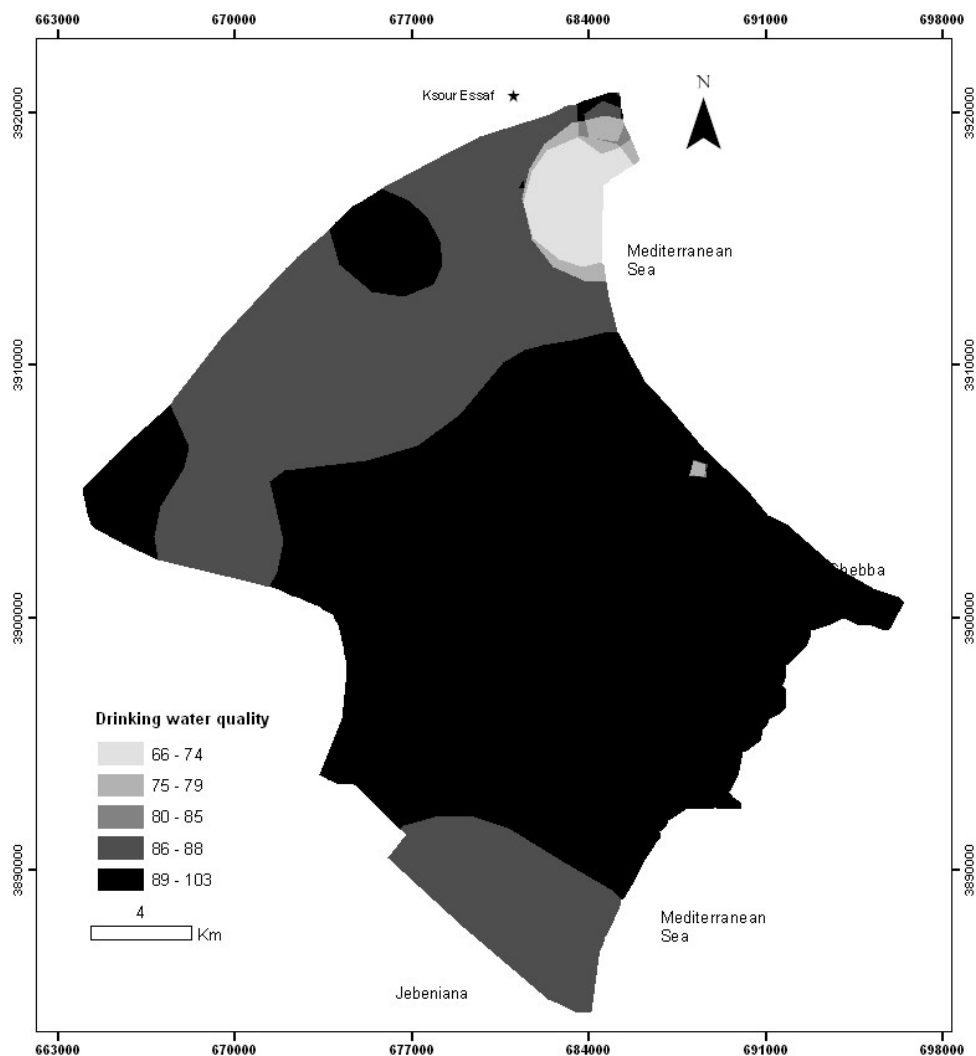 663000 670000 677000 684000 691000 698000
Ksour Essaf
N
3920000 3920000
Mediterranean
Sea
3910000 3910000
Chebba
3900000 3900000
Drinking water quality
66 - 74
75 - 79
80 - 85
86 - 88
89 - 103
3890000 3890000
4
Km
Mediterranean
Sea
Jebeniana
663000 670000 677000 684000 691000 698000